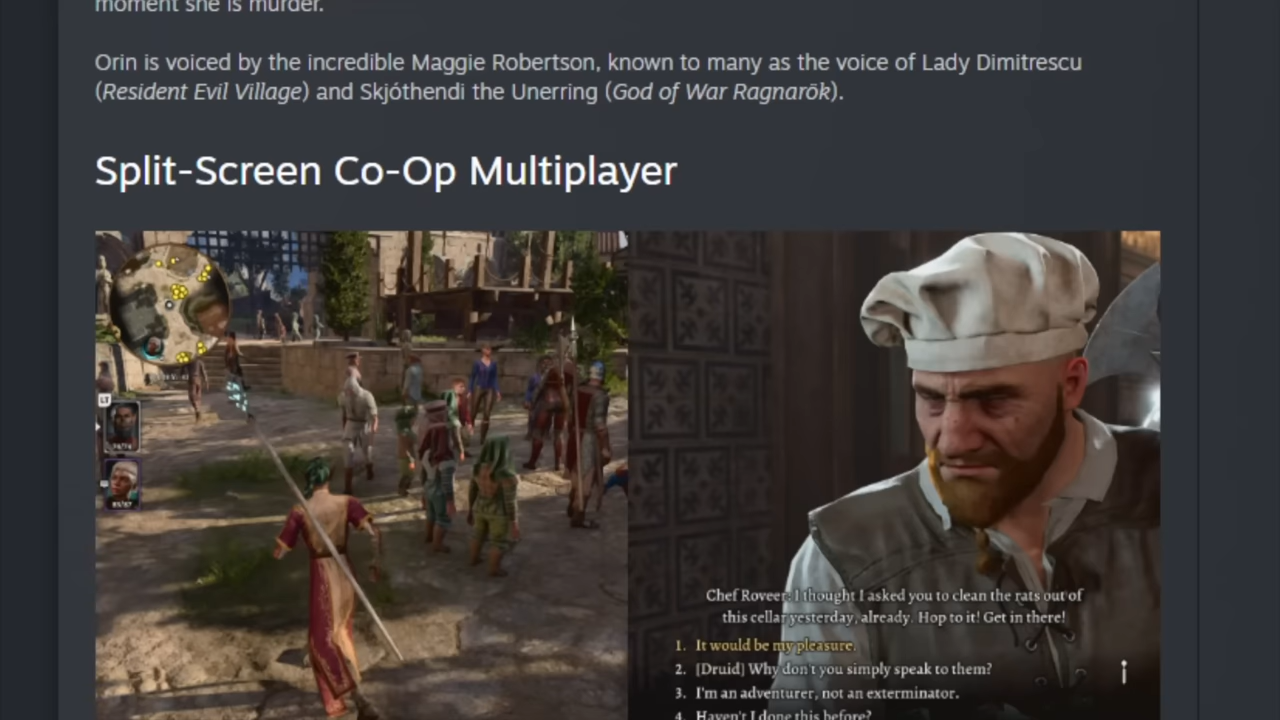 moment she is murder.
Orin is voiced by the incredible Maggie Robertson, known to many as the voice of Lady Dimitrescu
(Resident Evil Village) and Skjóthendi the Unerring (God of War Ragnarök).
Split-Screen Co-Op Multiplayer
LT
Chef Roveer: I thought I asked you to clean the rats out of
this cellar yesterday, already. Hop to it! Get in there!
1. It would be my pleasure.
2. [Druid] Why don't you simply speak to them?
3. I'm an adventurer, not an exterminator.
4. Haven't I done this before?